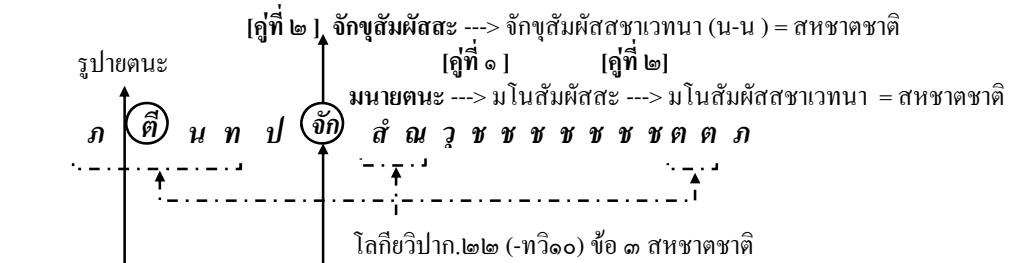 [คู่ที่ ๒ ] จักขุสัมผัสสะ ---> จักขุสัมผัสสชาเวทนา (น-น ) = สหชาตชาติ
รูปายตนะ
[คู่ที่ ๑ ] [คู่ที่ ๒]
มนายตนะ ---> มโนสัมผัสสะ ---> มโนสัมผัสสชาเวทนา = สหชาตชาติ
ภ ตี น ท ป จัก สํ ณ วุ ช ช ช ช ช ช ช ต ต ภ
โลกียวิปาก.๒๒ (-ทวิ๑๐) ข้อ ๓ สหชาตชาติ